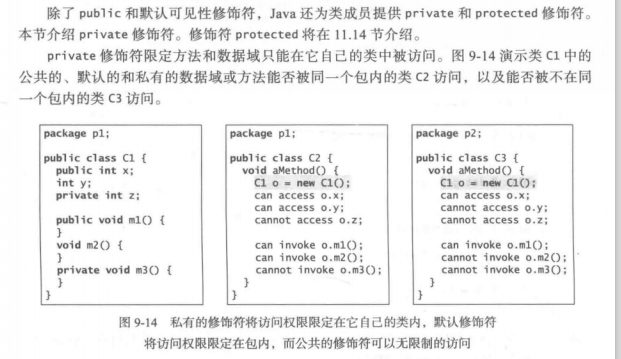 除了 public 和默认可见性修饰符，Java 还为类成员提供 private 和 protected 修饰符。
本节介绍 private 修饰符。修饰符 protected 将在 11.14 节介绍。
private 修饰符限定方法和数据域只能在它自己的类中被访问。图 9-14 演示类 C1 中的
公共的、默认的和私有的数据域或方法能否被同一个包内的类 C2 访问，以及能否被不在同
一个包内的类 C3 访问。
package p1;
public class C1 {
public int x;
int y;
private int z;
public void m1() {
}
void m2() {
}
private void m3() {
}
}
package p1;
public class C2 {
void aMethod() {
C1 o = new C1();
can access o.x;
can access o.y;
cannot access o.z;
can invoke o.m1();
can invoke o.m2();
cannot invoke o.m3();
}
}
package p2;
public class C3 {
void aMethod() {
C1 o = new C1();
can access o.x;
cannot access o.y;
cannot access o.z;
can invoke o.m1();
cannot invoke o.m2();
cannot invoke o.m3();
}
}
图 9-14 私有的修饰符将访问权限限定在它自己的类内，默认修饰符
将访问权限限定在包内，而公共的修饰符可以无限制的访问